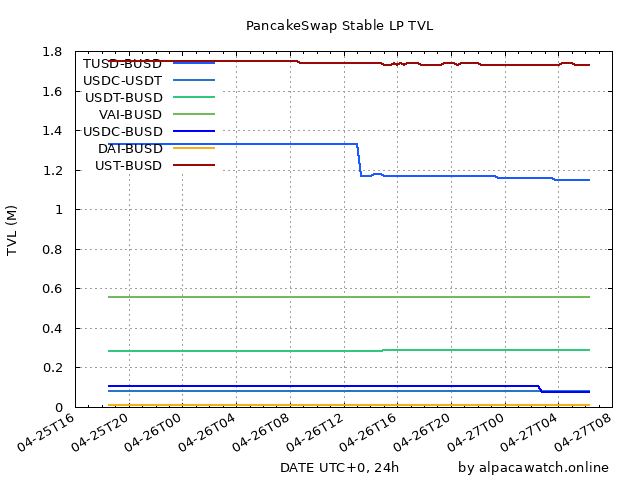 PancakeSwap Stable LP TVL
1.8
1.6
1.4
1.2
1
0.8
0.6
0.4
0.2
0
TVL (M)
TUSD-BUSD
USDC-USDT
USDT-BUSD
VAI-BUSD
USDC-BUSD
DAI-BUSD
UST-BUSD
04-25T16
04-25T20
04-26T00
04-26T04
04-26T08
04-26T12
04-26T16
04-26T20
04-27T00
04-27T04
04-27T08
DATE UTC+0, 24h
by alpacawatch.online